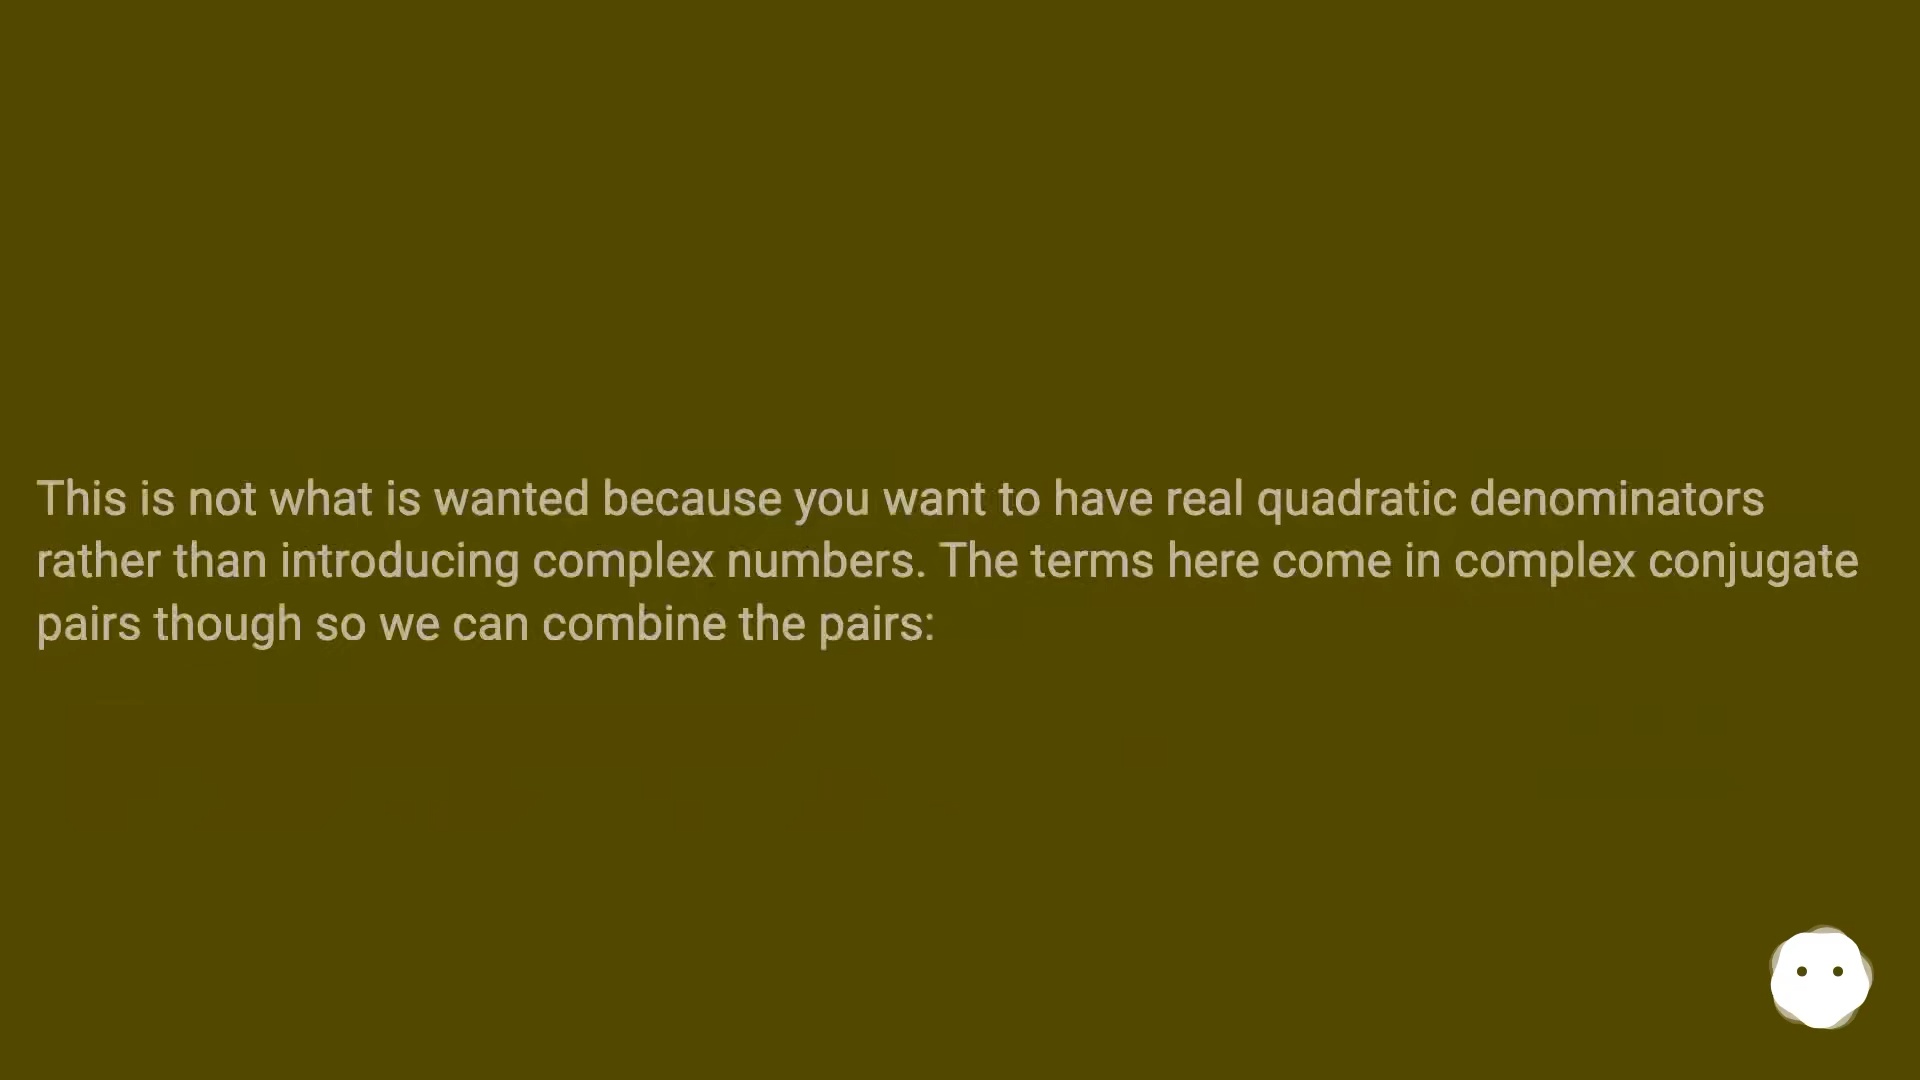 This is not what is wanted because you want to have real quadratic denominators
rather than introducing complex numbers. The terms here come in complex conjugate
pairs though so we can combine the pairs: